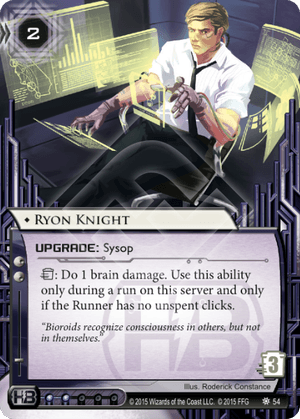 2
◆ Ryon Knight
UPGRADE: Sysop
: Do 1 brain damage. Use this ability
only during a run on this server and only
if the Runner has no unspent clicks.
"Bioroids recognize consciousness in others, but not
in themselves."
3
Illus. Roderick Constance
HB
© 2015 Wizards of the Coast LLC. © 2015 FFG
54